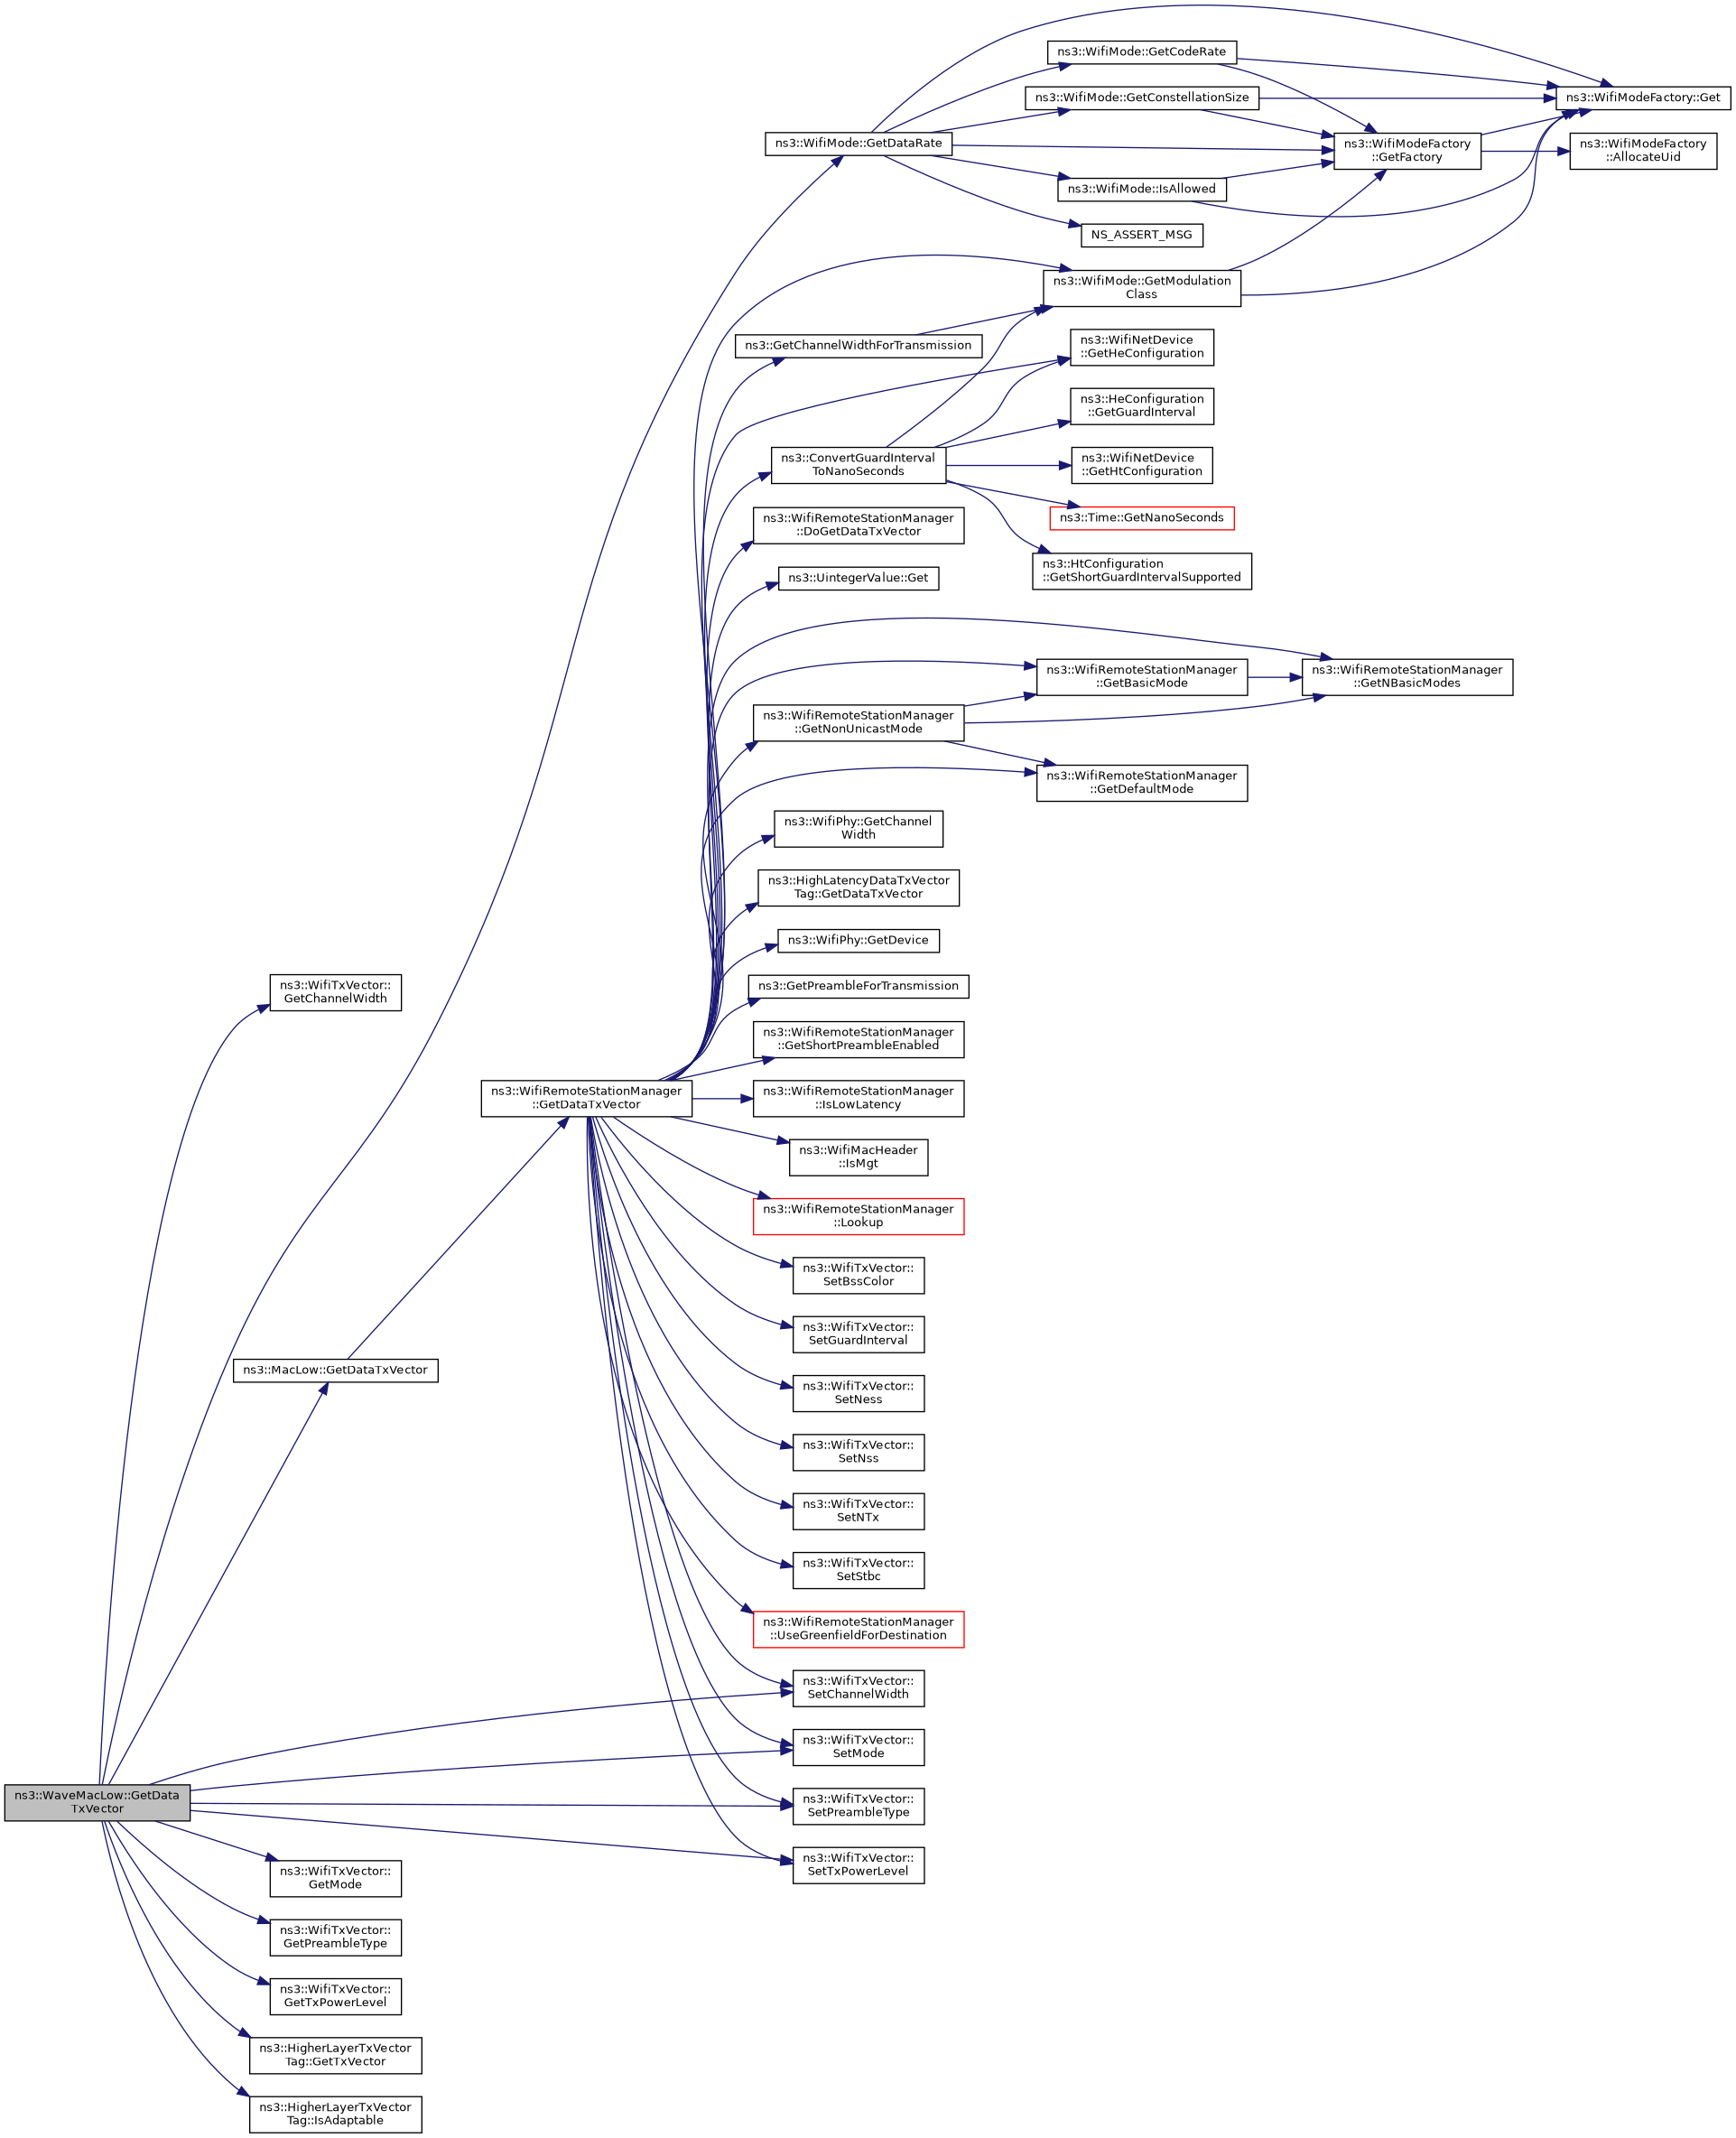 ns3::WifiMode::GetCodeRate
ns3::WifiMode::GetConstellationSize
ns3::WifiModeFactory::Get
ns3::WifiMode::GetDataRate
ns3::WifiModeFactory
::GetFactory
ns3::WifiModeFactory
::AllocateUid
ns3::WifiMode::IsAllowed
NS_ASSERT_MSG
ns3::WifiMode::GetModulation
Class
ns3::GetChannelWidthForTransmission
ns3::WifiNetDevice
::GetHeConfiguration
ns3::HeConfiguration
::GetGuardInterval
ns3::ConvertGuardInterval
ToNanoSeconds
ns3::WifiNetDevice
::GetHtConfiguration
ns3::Time::GetNanoSeconds
ns3::WifiRemoteStationManager
::DoGetDataTxVector
ns3::HtConfiguration
::GetShortGuardIntervalSupported
ns3::UintegerValue::Get
ns3::WifiRemoteStationManager
::GetBasicMode
ns3::WifiRemoteStationManager
::GetNBasicModes
ns3::WifiRemoteStationManager
::GetNonUnicastMode
ns3::WifiRemoteStationManager
::GetDefaultMode
ns3::WifiPhy::GetChannel
Width
ns3::HighLatencyDataTxVector
Tag::GetDataTxVector
ns3::WifiPhy::GetDevice
ns3::WifiTxVector::
GetChannelWidth
ns3::GetPreambleForTransmission
ns3::WifiRemoteStationManager
::GetShortPreambleEnabled
ns3::WifiRemoteStationManager
::GetDataTxVector
ns3::WifiRemoteStationManager
::IsLowLatency
ns3::WifiMacHeader
::IsMgt
ns3::WifiRemoteStationManager
::Lookup
ns3::WifiTxVector::
SetBssColor
ns3::WifiTxVector::
SetGuardInterval
ns3::MacLow::GetDataTxVector
ns3::WifiTxVector::
SetNess
ns3::WifiTxVector::
SetNss
ns3::WifiTxVector::
SetNTx
ns3::WifiTxVector::
SetStbc
ns3::WifiRemoteStationManager
::UseGreenfieldForDestination
ns3::WifiTxVector::
SetChannelWidth
ns3::WifiTxVector::
SetMode
ns3::WaveMacLow::GetData
TxVector
ns3::WifiTxVector::
SetPreambleType
ns3::WifiTxVector::
SetTxPowerLevel
ns3::WifiTxVector::
GetMode
ns3::WifiTxVector::
GetPreambleType
ns3::WifiTxVector::
GetTxPowerLevel
ns3::HigherLayerTxVector
Tag::GetTxVector
ns3::HigherLayerTxVector
Tag::IsAdaptable